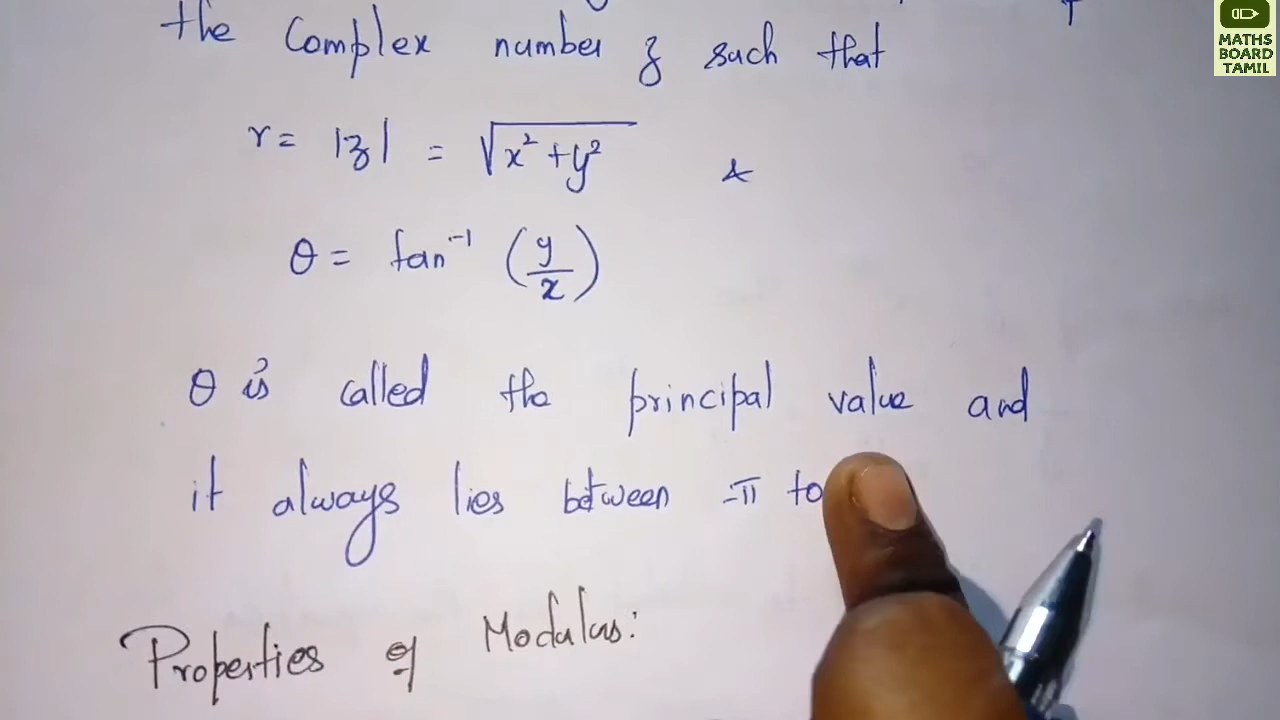 the Complex number z such that
r = |z| = √x² + y² &
θ = tan⁻¹ (y/x)
θ is called the principal value and
it always lies between -π to
Properties of Modulus:
MATHS
BOARD
TAMIL